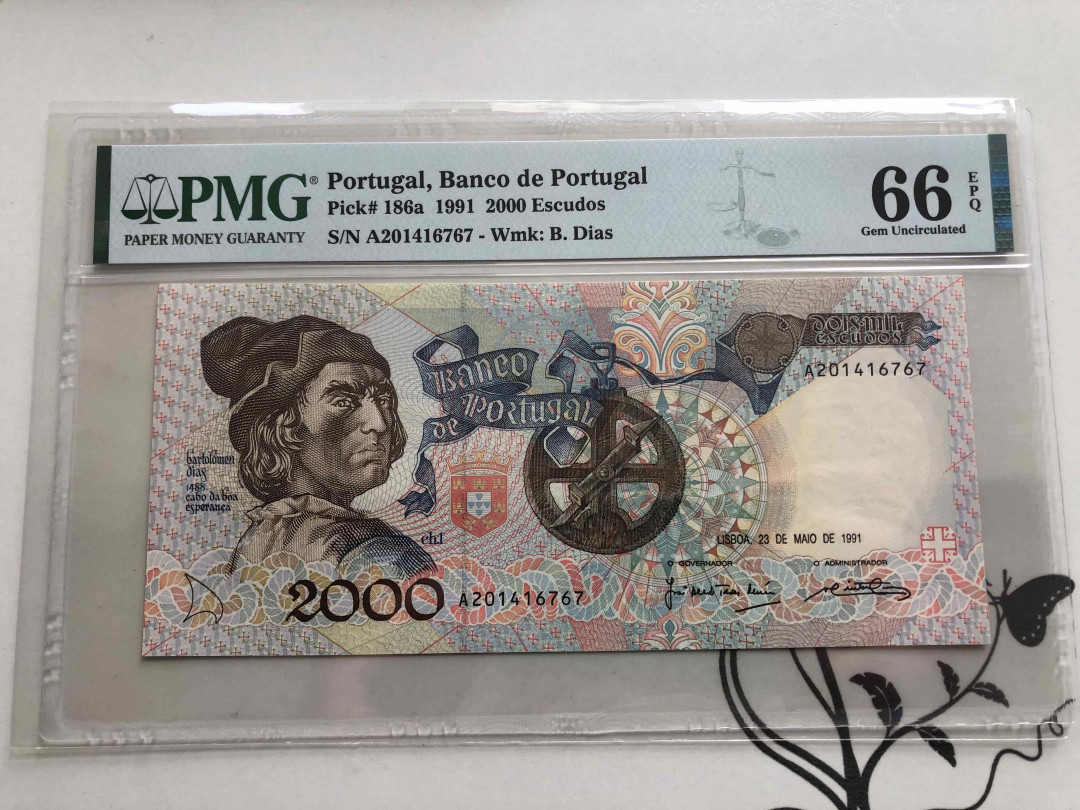 PMG®
PAPER MONEY GUARANTY
Portugal, Banco de Portugal
Pick# 186a 1991 2000 Escudos
S/N A201416767 - Wmk: B. Dias
66
EPQ
Gem Uncirculated
Banco
de Portugal
dois mil
escudos
A201416767
bartolomeu
dias
1488
cabo da boa
esperança
ch1
LISBOA, 23 DE MAIO DE 1991
O GOVERNADOR
O ADMINISTRADOR
2000
A201416767